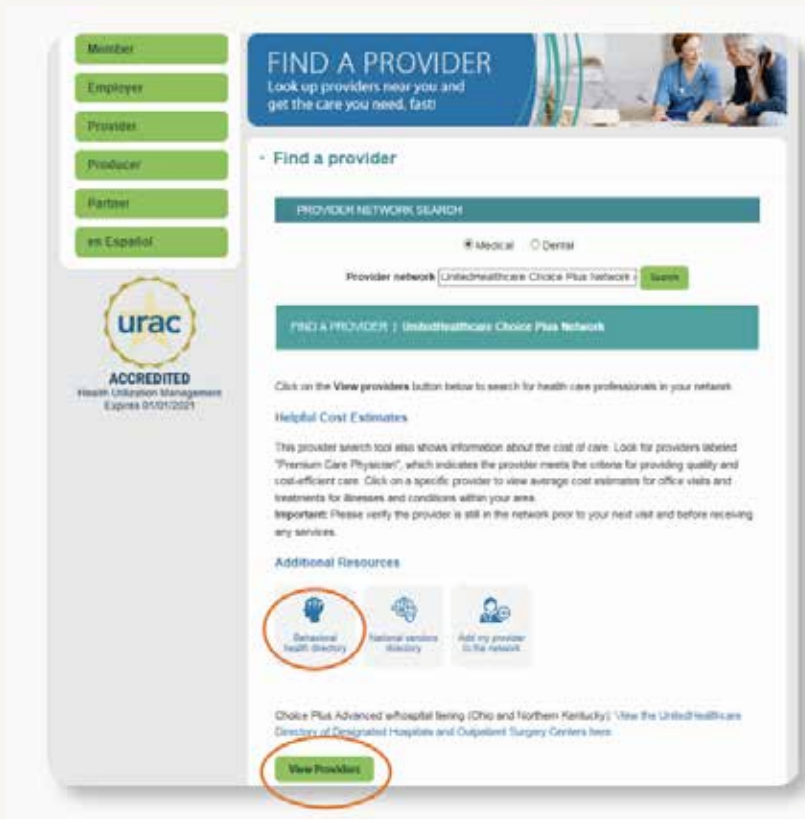 Member
Employer
Provider
Producer
Partner
en Español
urac
ACCREDITED
Health Utilization Management
Expires 01/01/2021
FIND A PROVIDER
Look up providers near you and
get the care you need, fast!
Find a provider
PROVIDER NETWORK SEARCH
Medical Dental
Provider network UnitedHealthcare Choice Plus Network Search
FIND A PROVIDER | UnitedHealthcare Choice Plus Network
Click on the View providers button below to search for health care professionals in your network
Helpful Cost Estimates
This provider search tool also shows information about the cost of care. Look for providers labeled
"Premium Care Physician", which indicates the provider meets the criteria for providing quality and
cost-efficient care. Click on a specific provider to view average cost estimates for office visits and
treatments for illnesses and conditions within your area.
Important: Please verify the provider is still in the network prior to your next visit and before receiving
any services.
Additional Resources
Behavioral
health directory
National vendors
directory
Add my provider
to the network
Choice Plus Advanced w/hospital tiering (Ohio and Northern Kentucky): View the UnitedHealthcare
Directory of Designated Hospitals and Outpatient Surgery Centers here
View Providers